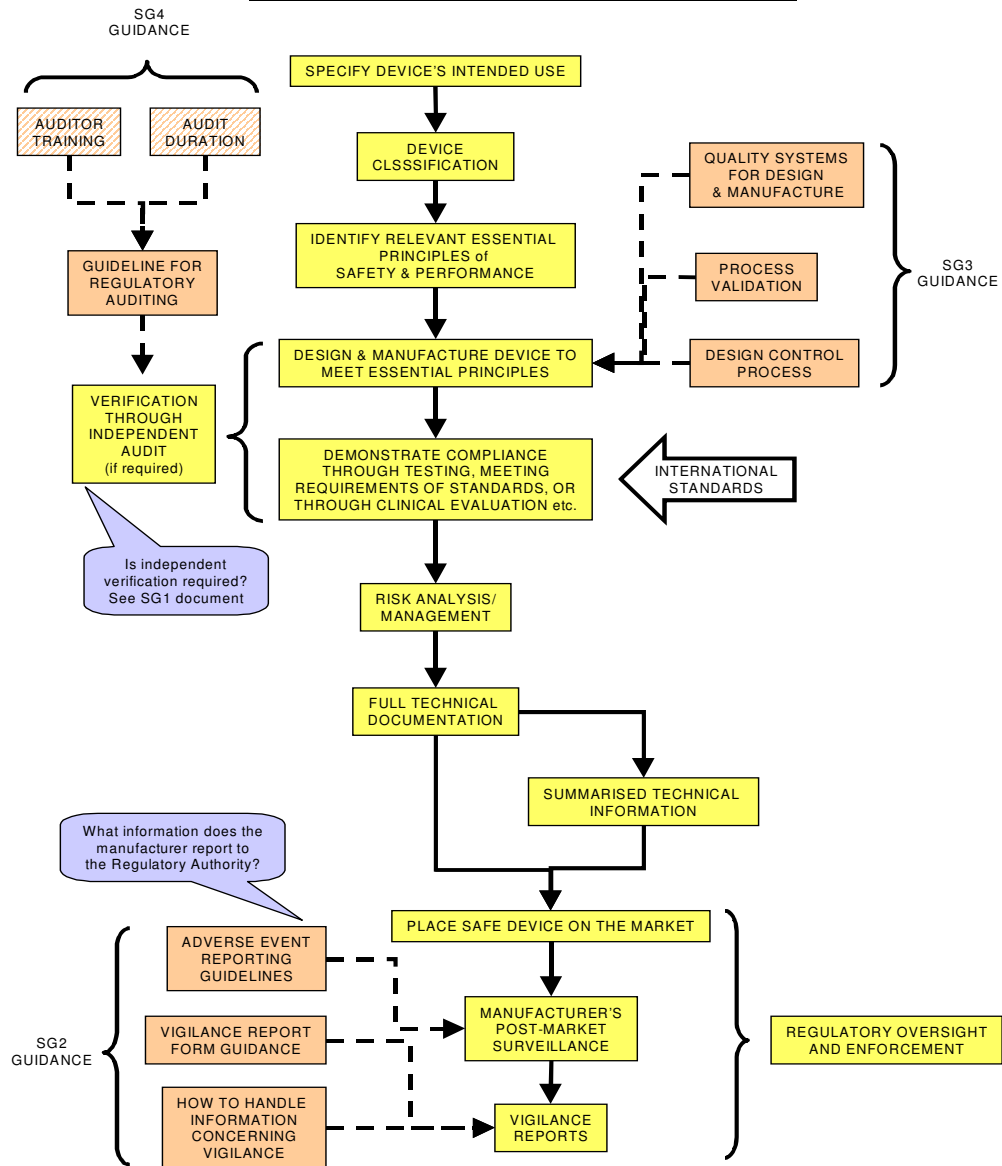 SG4
GUIDANCE
AUDITOR
TRAINING
AUDIT
DURATION
GUIDELINE FOR
REGULATORY
AUDITING
VERIFICATION
THROUGH
INDEPENDENT
AUDIT
(if required)
Is independent
verification required?
See SG1 document
SPECIFY DEVICE'S INTENDED USE
DEVICE
CLSSSIFICATION
IDENTIFY RELEVANT ESSENTIAL
PRINCIPLES of
SAFETY & PERFORMANCE
DESIGN & MANUFACTURE DEVICE TO
MEET ESSENTIAL PRINCIPLES
DEMONSTRATE COMPLIANCE
THROUGH TESTING, MEETING
REQUIREMENTS OF STANDARDS, OR
THROUGH CLINICAL EVALUATION etc.
QUALITY SYSTEMS
FOR DESIGN
& MANUFACTURE
PROCESS
VALIDATION
DESIGN CONTROL
PROCESS
SG3
GUIDANCE
INTERNATIONAL
STANDARDS
RISK ANALYSIS/
MANAGEMENT
FULL TECHNICAL
DOCUMENTATION
SUMMARISED TECHNICAL
INFORMATION
What information does the
manufacturer report to
the Regulatory Authority?
PLACE SAFE DEVICE ON THE MARKET
ADVERSE EVENT
REPORTING
GUIDELINES
MANUFACTURER'S
POST-MARKET
SURVEILLANCE
SG2
GUIDANCE
VIGILANCE REPORT
FORM GUIDANCE
REGULATORY OVERSIGHT
AND ENFORCEMENT
HOW TO HANDLE
INFORMATION
CONCERNING
VIGILANCE
VIGILANCE
REPORTS